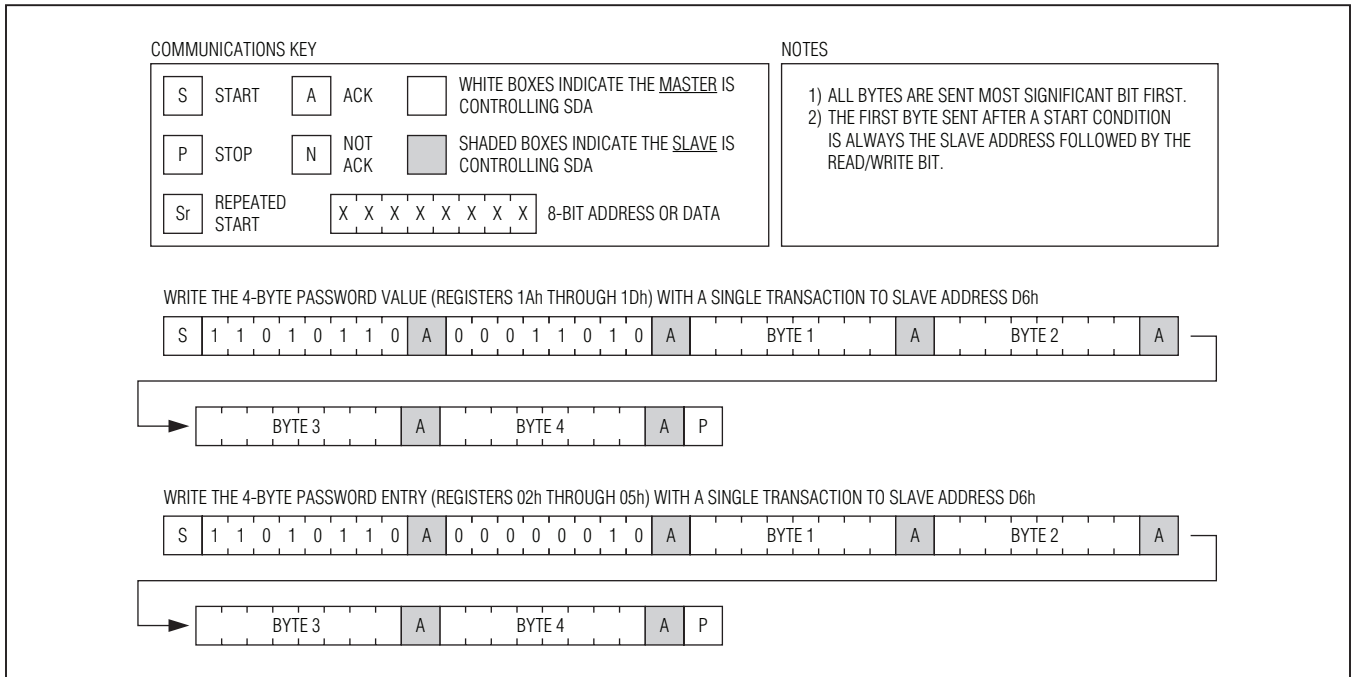 COMMUNICATIONS KEY
S START A ACK WHITE BOXES INDICATE THE MASTER IS
CONTROLLING SDA
P STOP N NOT
ACK SHADED BOXES INDICATE THE SLAVE IS
CONTROLLING SDA
Sr REPEATED
START X X X X X X X X 8-BIT ADDRESS OR DATA
NOTES
1) ALL BYTES ARE SENT MOST SIGNIFICANT BIT FIRST.
2) THE FIRST BYTE SENT AFTER A START CONDITION
IS ALWAYS THE SLAVE ADDRESS FOLLOWED BY THE
READ/WRITE BIT.
WRITE THE 4-BYTE PASSWORD VALUE (REGISTERS 1Ah THROUGH 1Dh) WITH A SINGLE TRANSACTION TO SLAVE ADDRESS D6h
S 1 1 0 1 0 1 1 0 A 0 0 0 1 1 0 1 0 A BYTE 1 A BYTE 2 A
BYTE 3 A BYTE 4 A P
WRITE THE 4-BYTE PASSWORD ENTRY (REGISTERS 02h THROUGH 05h) WITH A SINGLE TRANSACTION TO SLAVE ADDRESS D6h
S 1 1 0 1 0 1 1 0 A 0 0 0 0 0 0 1 0 A BYTE 1 A BYTE 2 A
BYTE 3 A BYTE 4 A P